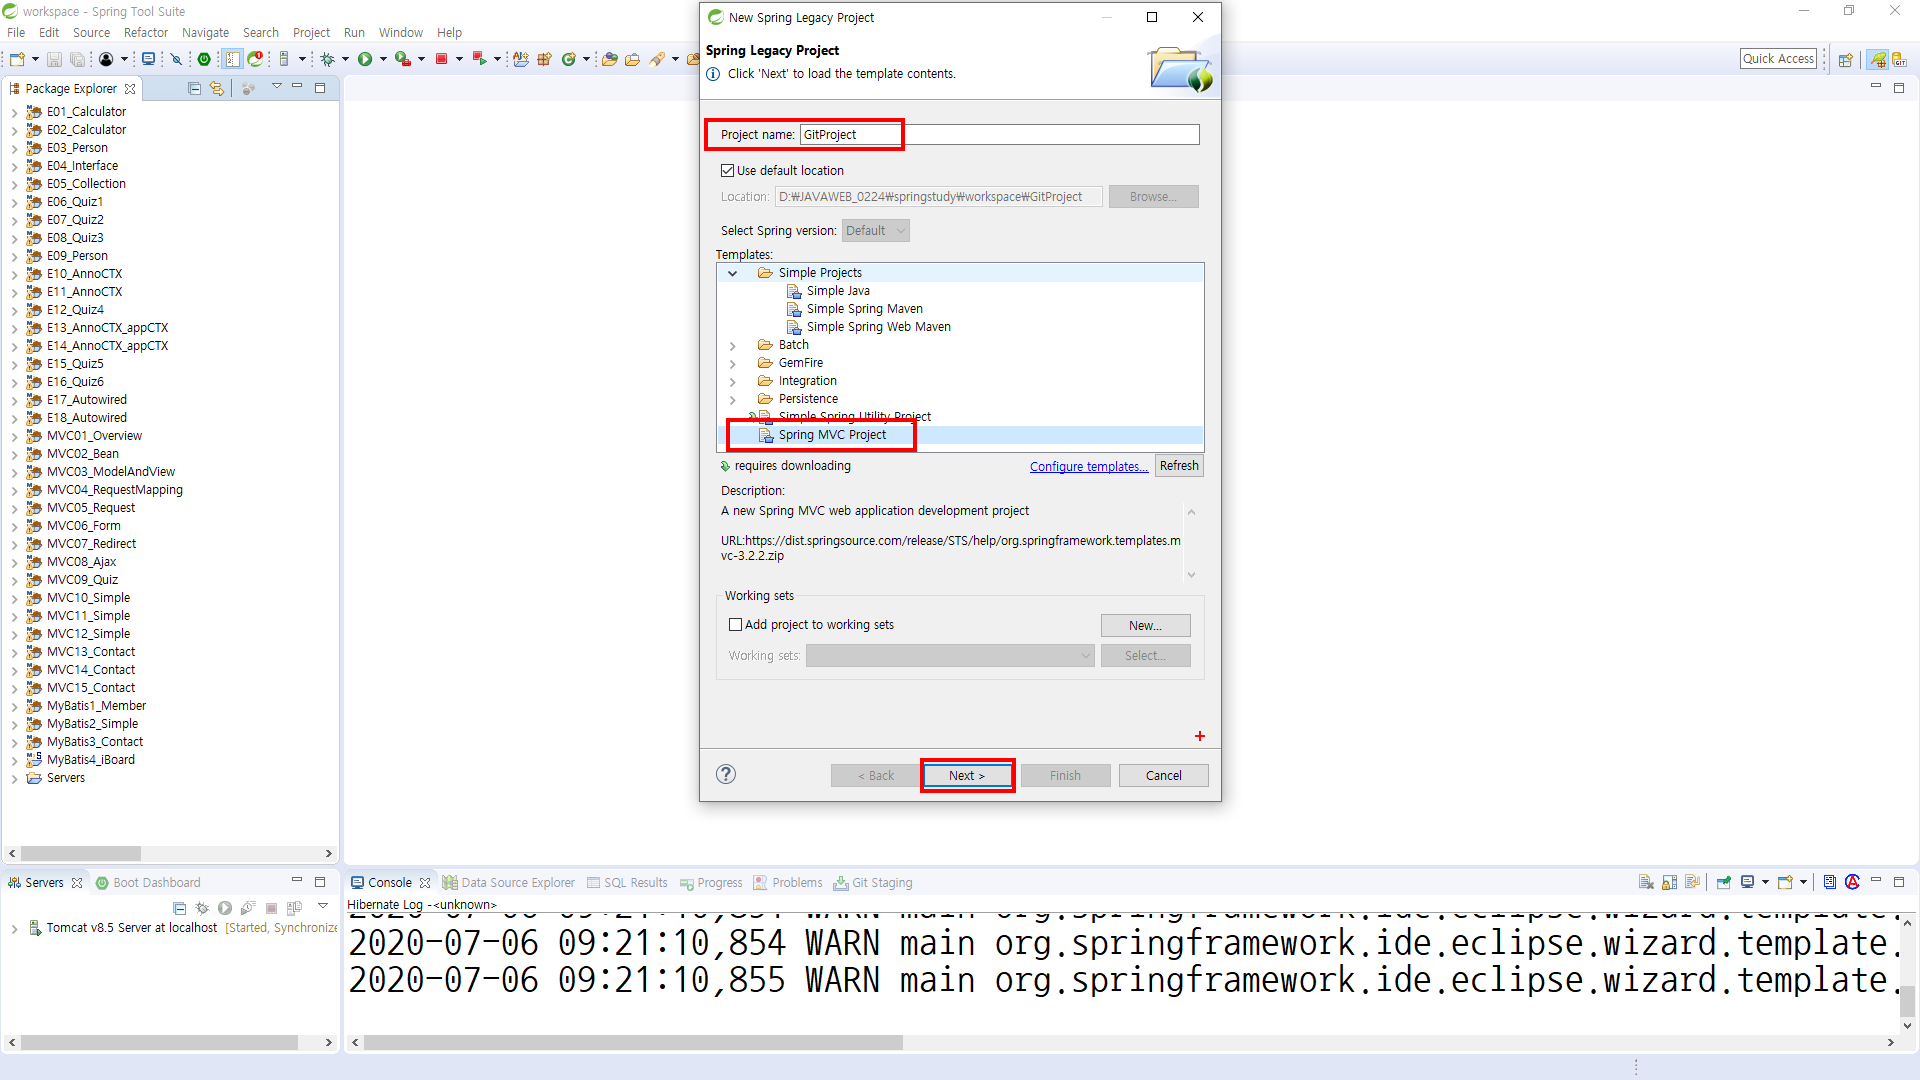 workspace - Spring Tool Suite
File Edit Source Refactor Navigate Search Project Run Window Help
Quick Access
Package Explorer
E01_Calculator
E02_Calculator
E03_Person
E04_Interface
E05_Collection
E06_Quiz1
E07_Quiz2
E08_Quiz3
E09_Person
E10_AnnoCTX
E11_AnnoCTX
E12_Quiz4
E13_AnnoCTX_appCTX
E14_AnnoCTX_appCTX
E15_Quiz5
E16_Quiz6
E17_Autowired
E18_Autowired
MVC01_Overview
MVC02_Bean
MVC03_ModelAndView
MVC04_RequestMapping
MVC05_Request
MVC06_Form
MVC07_Redirect
MVC08_Ajax
MVC09_Quiz
MVC10_Simple
MVC11_Simple
MVC12_Simple
MVC13_Contact
MVC14_Contact
MVC15_Contact
MyBatis1_Member
MyBatis2_Simple
MyBatis3_Contact
MyBatis4_iBoard
Servers
New Spring Legacy Project
Spring Legacy Project
Click 'Next' to load the template contents.
Project name: GitProject
Use default location
Location: D:₩JAVAWEB_0224₩springstudy₩workspace₩GitProject Browse...
Select Spring version: Default
Templates:
Simple Projects
Simple Java
Simple Spring Maven
Simple Spring Web Maven
Batch
GemFire
Integration
Persistence
Simple Spring Utility Project
Spring MVC Project
requires downloading Configure templates... Refresh
Description:
A new Spring MVC web application development project
URL:https://dist.springsource.com/release/STS/help/org.springframework.templates.m
vc-3.2.2.zip
Working sets
Add project to working sets New...
Working sets: Select...
+
< Back Next > Finish Cancel
Servers Boot Dashboard
Tomcat v8.5 Server at localhost [Started, Synchronize
Console Data Source Explorer SQL Results Progress Problems Git Staging
Hibernate Log -<unknown>
2020-07-06 09:21:10,854 WARN main org.springframework.ide.eclipse.wizard.template.
2020-07-06 09:21:10,855 WARN main org.springframework.ide.eclipse.wizard.template.